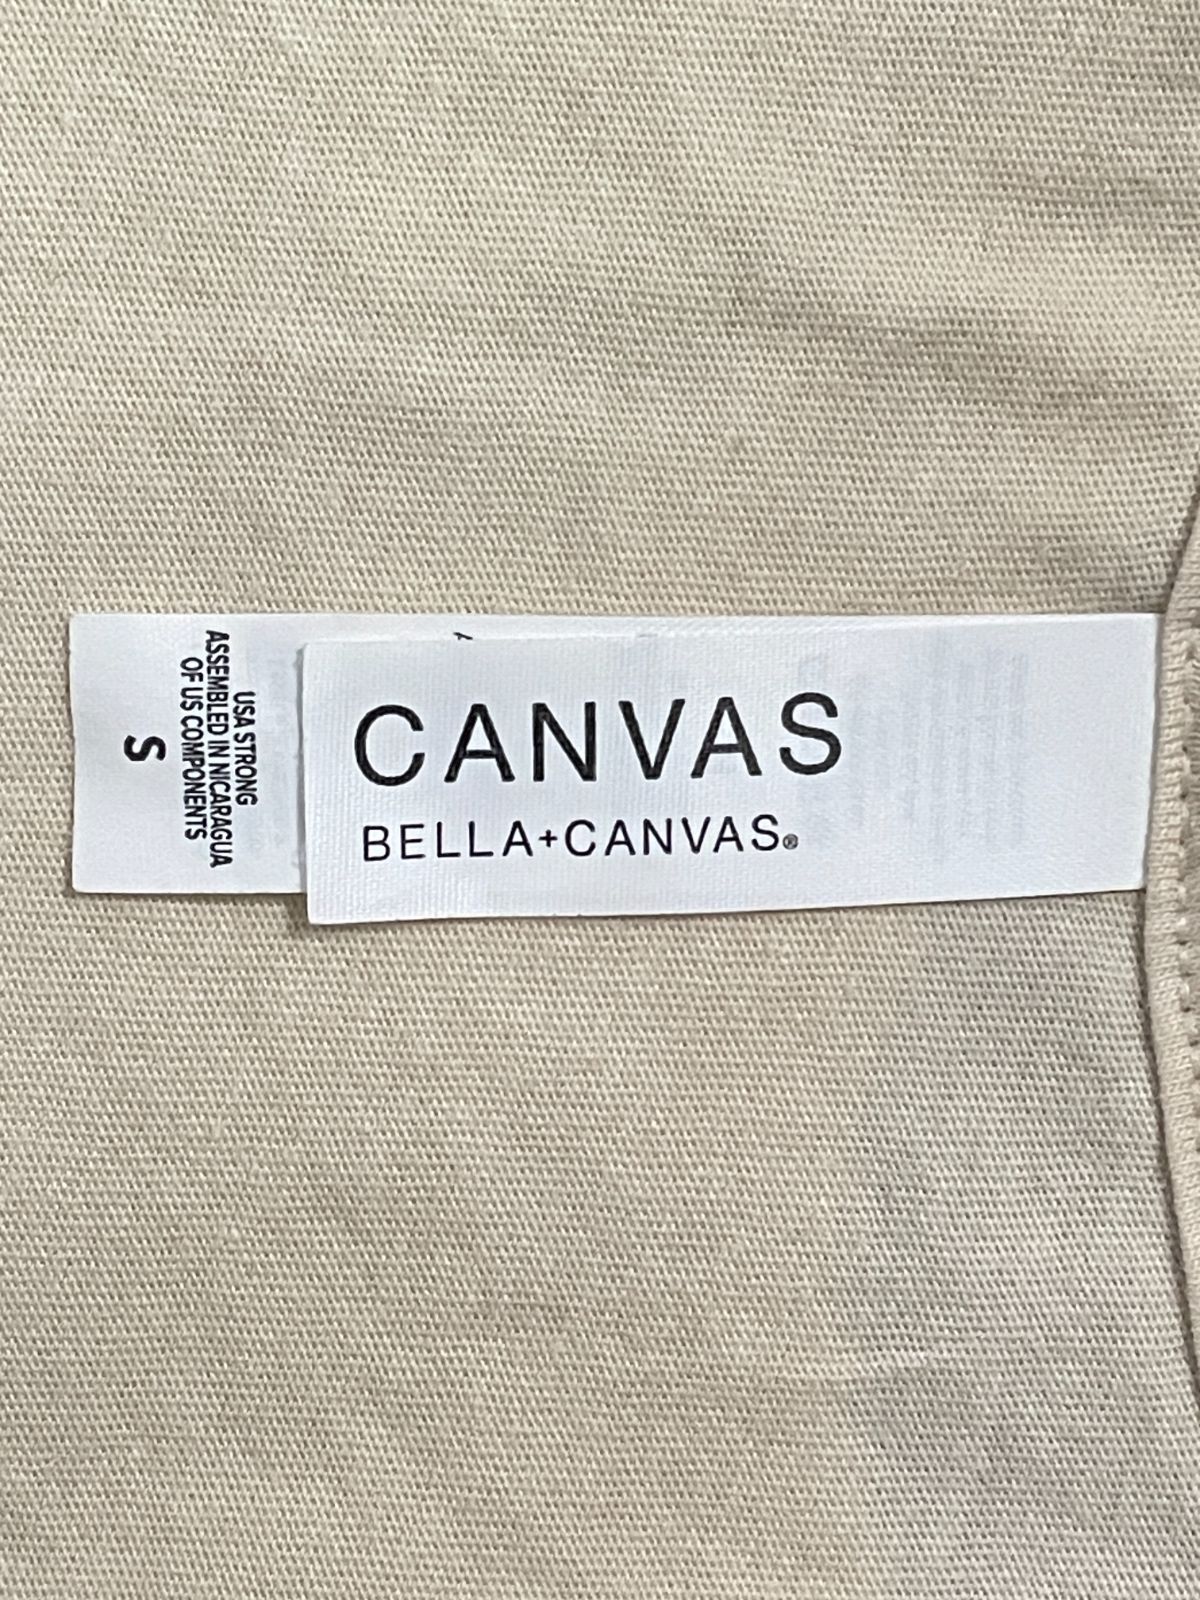 CANVAS
BELLA+CANVAS®
USA STRONG
ASSEMBLED IN NICARAGUA
OF US COMPONENTS
S